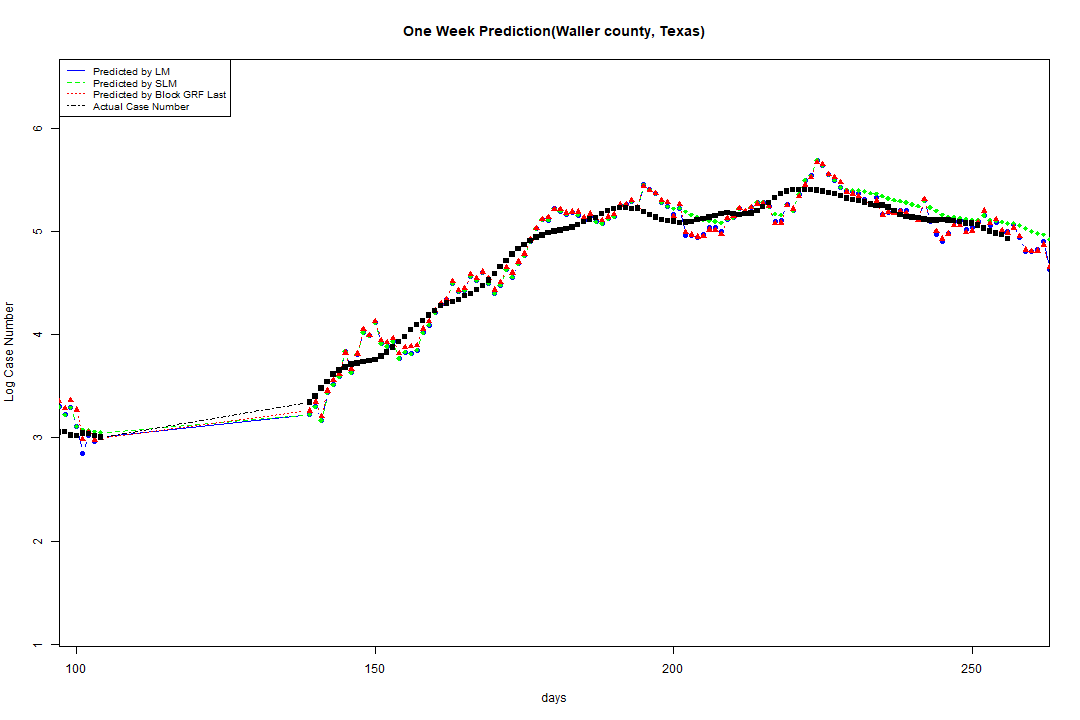 One Week Prediction(Waller county, Texas)
Predicted by LM
Predicted by SLM
Predicted by Block GRF Last
Actual Case Number
6
5
4
3
2
1
Log Case Number
100 150 200 250
days